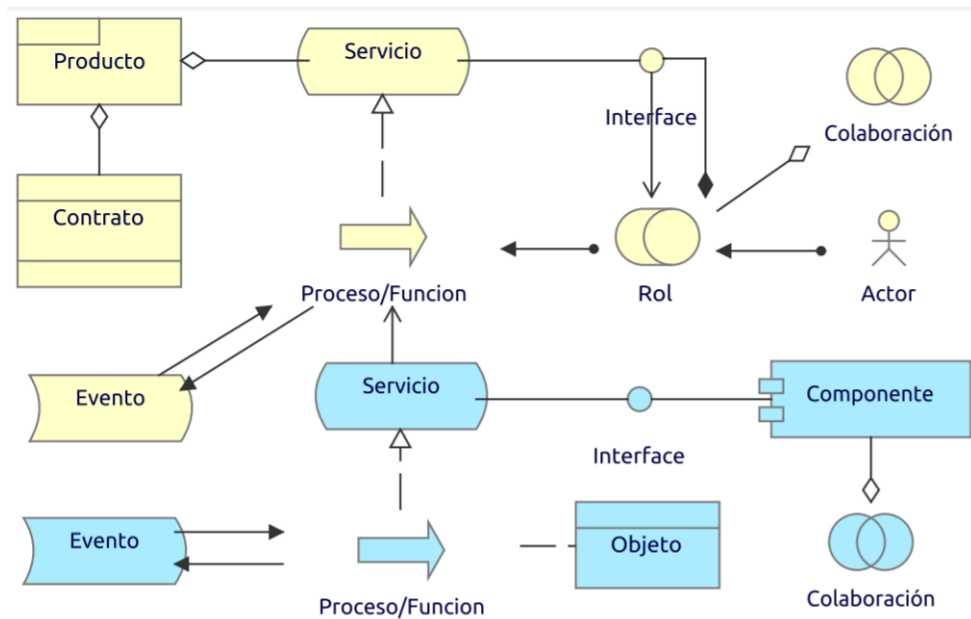 Producto
Servicio
Interface
Colaboración
Contrato
Proceso/Funcion
Rol
Actor
Evento
Servicio
Componente
Interface
Evento
Objeto
Proceso/Funcion
Colaboración